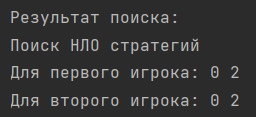 Результат поиска:
Поиск НЛО стратегий
Для первого игрока: 0 2
Для второго игрока: 0 2